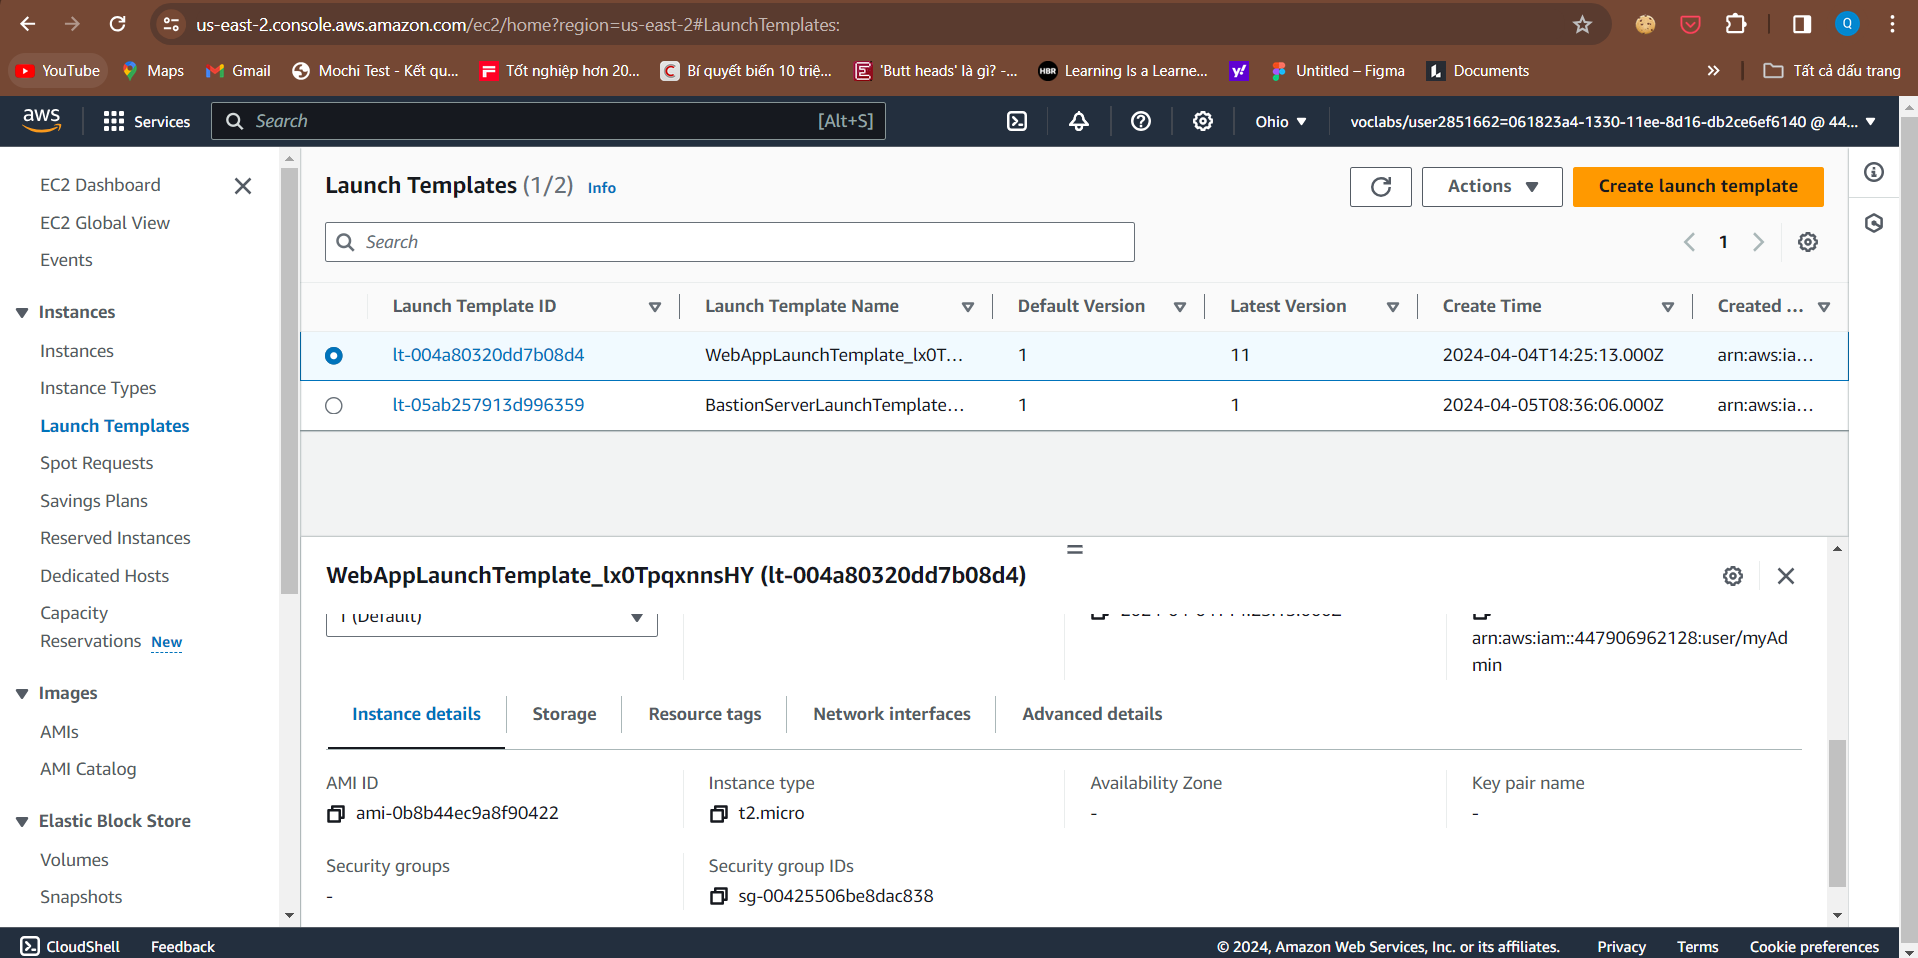 us-east-2.console.aws.amazon.com/ec2/home?region=us-east-2#LaunchTemplates:
Q
YouTube
Maps
Gmail
Mochi Test - Kết qu...
Tốt nghiệp hơn 20...
Bí quyết biến 10 triệ...
'Butt heads' là gì? -...
HBR Learning Is a Learne...
y!
Untitled – Figma
Documents
Tất cả dấu trang
aws
Services
Search
[Alt+S]
Ohio
voclabs/user2851662=061823a4-1330-11ee-8d16-db2ce6ef6140 @ 44...
EC2 Dashboard
EC2 Global View
Events
Instances
Instances
Instance Types
Launch Templates
Spot Requests
Savings Plans
Reserved Instances
Dedicated Hosts
Capacity
Reservations New
Images
AMIs
AMI Catalog
Elastic Block Store
Volumes
Snapshots
Launch Templates (1/2) Info
Actions
Create launch template
Search
1
Launch Template ID
Launch Template Name
Default Version
Latest Version
Create Time
Created ...
lt-004a80320dd7b08d4
WebAppLaunchTemplate_lx0T...
1
11
2024-04-04T14:25:13.000Z
arn:aws:ia...
lt-05ab257913d996359
BastionServerLaunchTemplate...
1
1
2024-04-05T08:36:06.000Z
arn:aws:ia...
WebAppLaunchTemplate_lx0TpqxnnsHY (lt-004a80320dd7b08d4)
1 (Default)
2024-04-04T14:25:13.000Z
arn:aws:iam::447906962128:user/myAd
min
Instance details
Storage
Resource tags
Network interfaces
Advanced details
AMI ID
ami-0b8b44ec9a8f90422
Instance type
t2.micro
Availability Zone
-
Key pair name
-
Security groups
-
Security group IDs
sg-00425506be8dac838
CloudShell
Feedback
© 2024, Amazon Web Services, Inc. or its affiliates.
Privacy
Terms
Cookie preferences